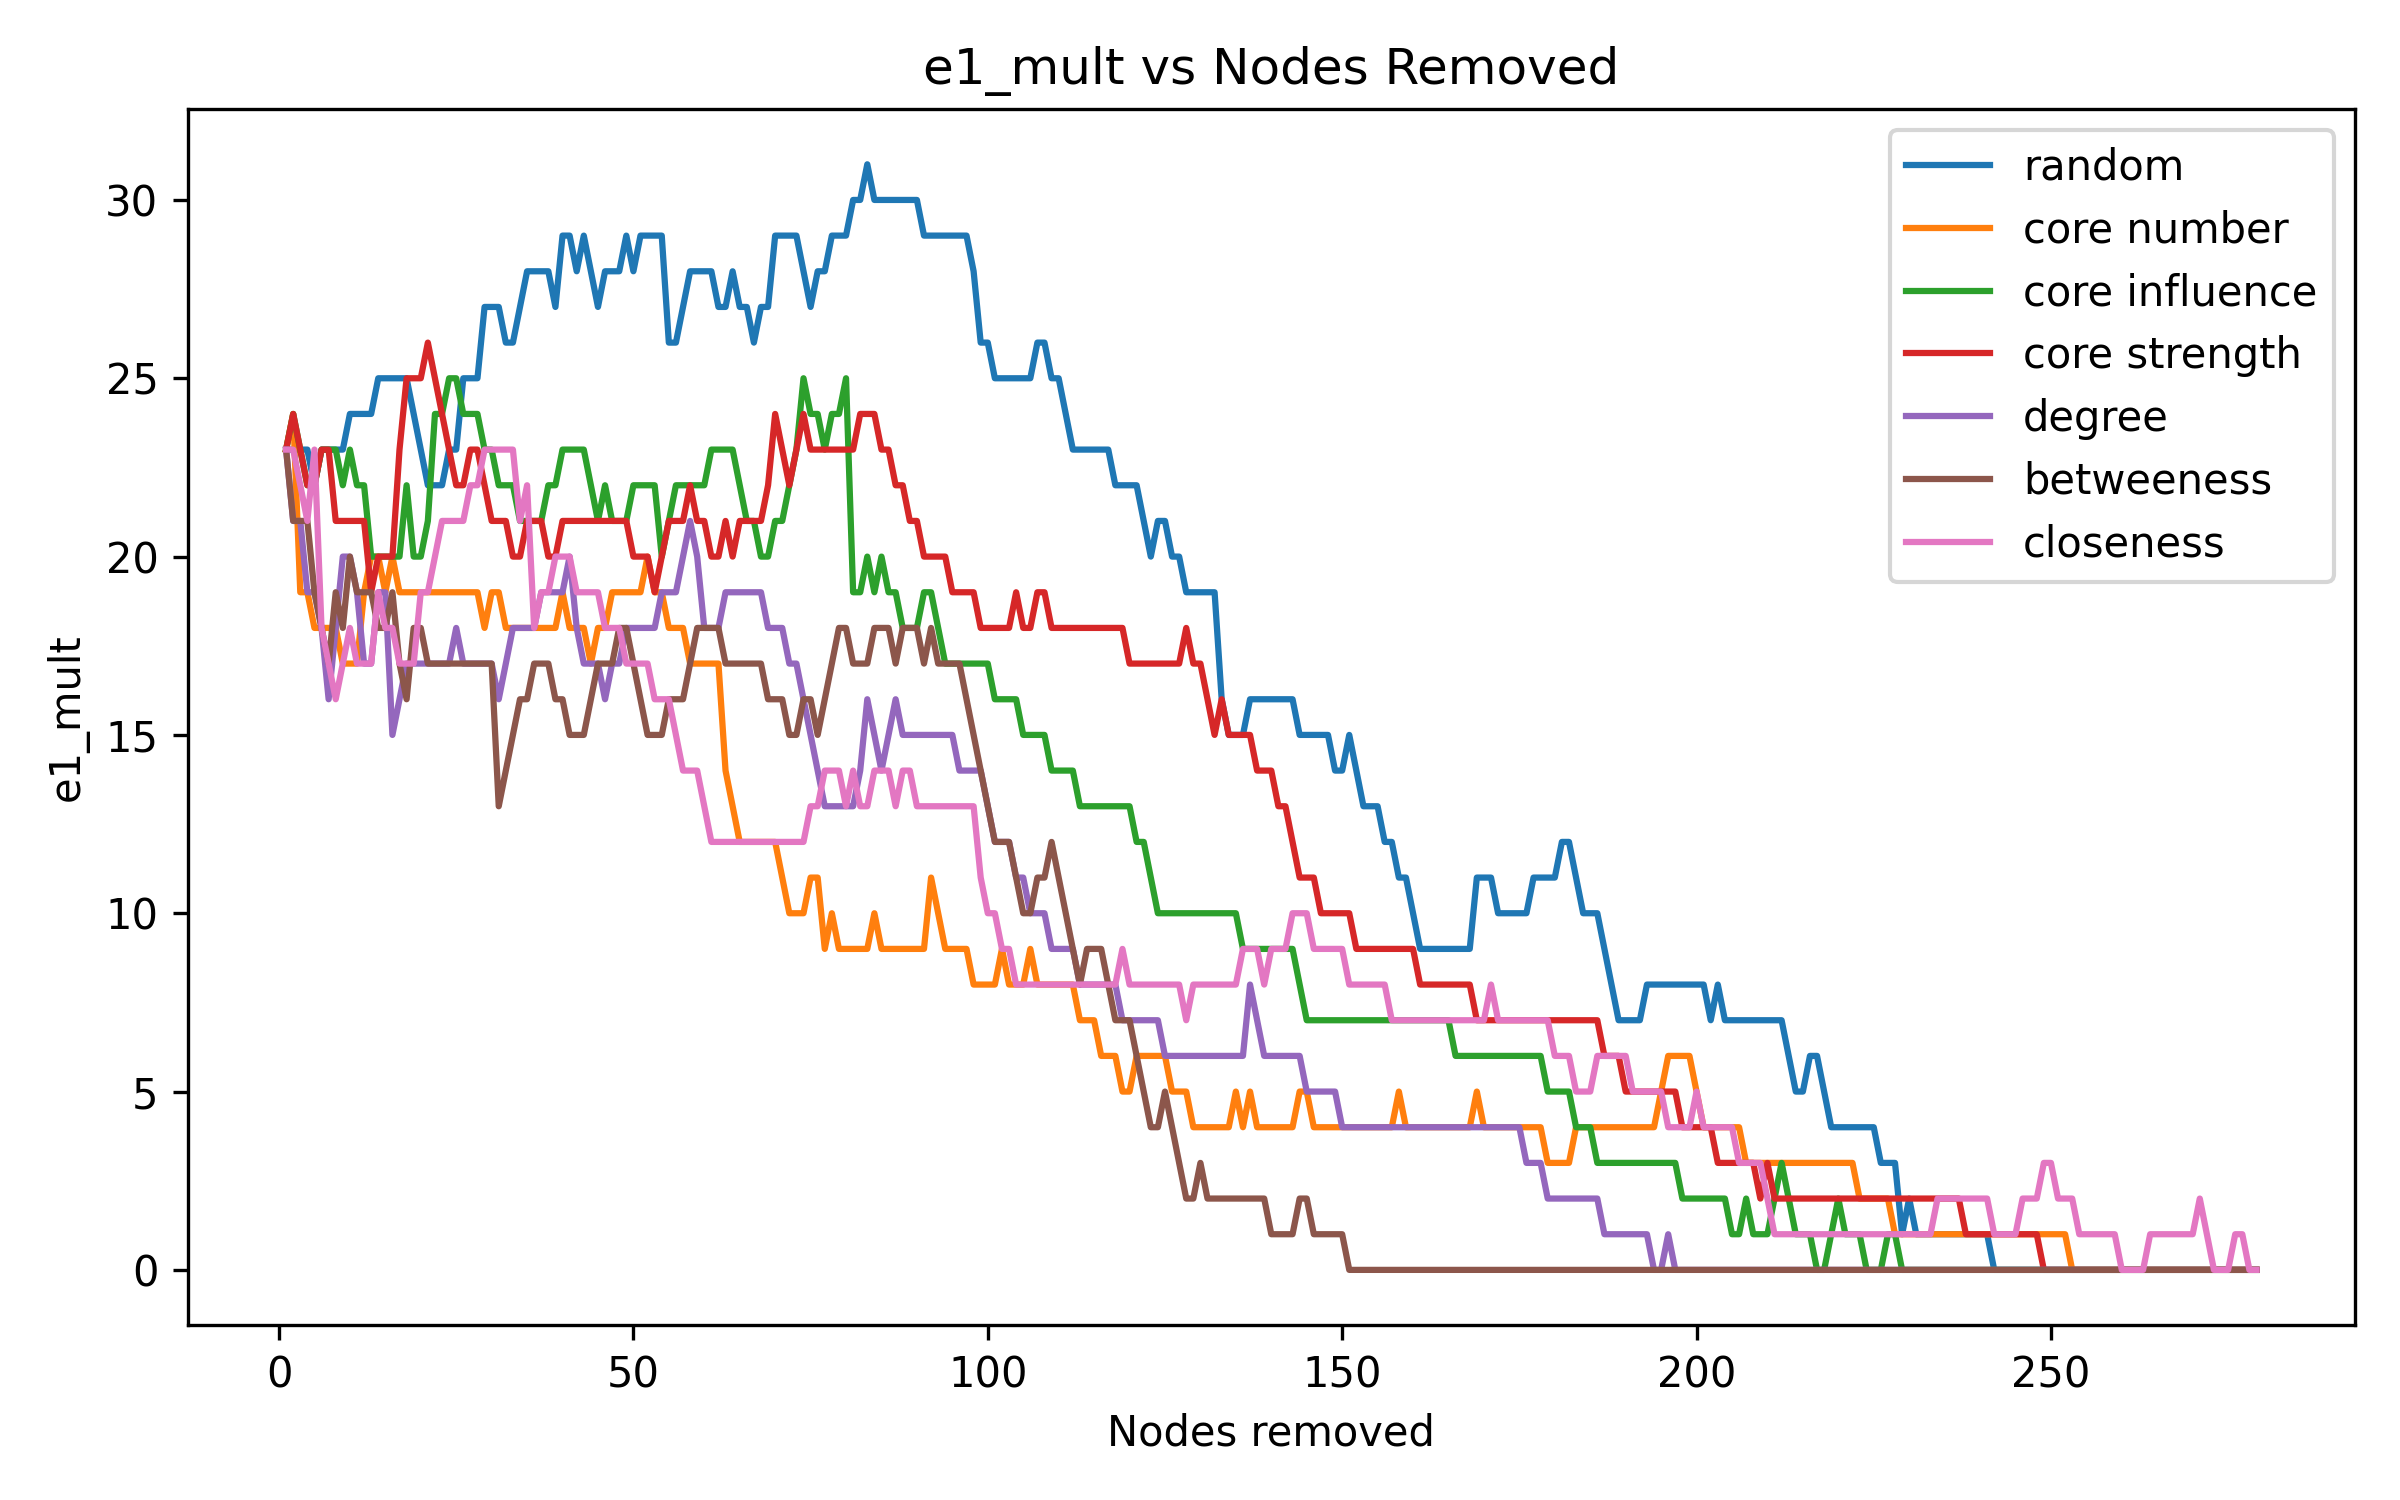 e1_mult vs Nodes Removed
e1_mult
30
25
20
15
10
5
0
random
core number
core influence
core strength
degree
betweeness
closeness
0 50 100 150 200 250
Nodes removed